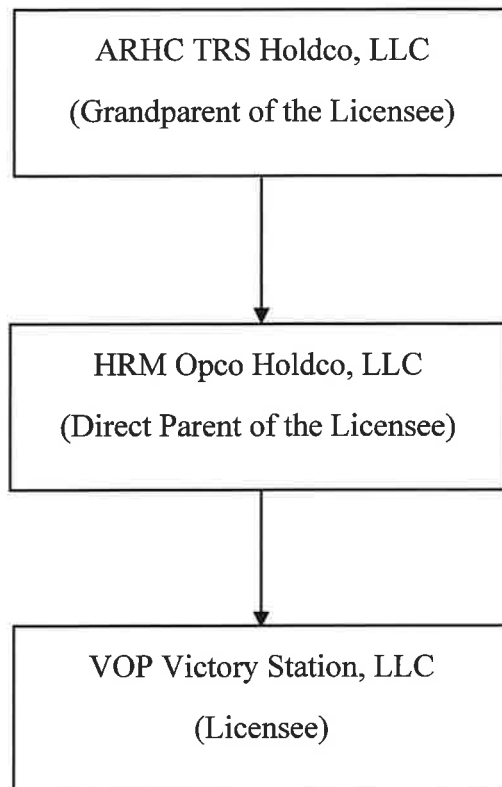 ARHC TRS Holdco, LLC
(Grandparent of the Licensee)
HRM Opco Holdco, LLC
(Direct Parent of the Licensee)
VOP Victory Station, LLC
(Licensee)